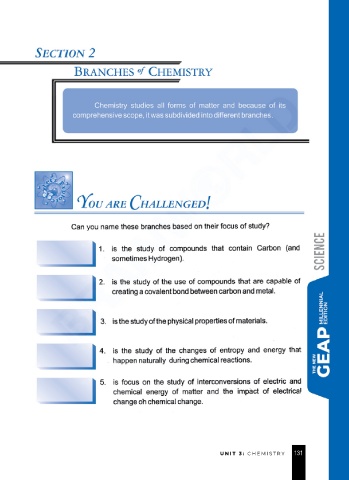 SECTION 2
BRANCHES of CHEMISTRY
Chemistry studies all forms of matter and because of its
comprehensive scope, it was subdivided into different branches.
YOU ARE CHALLENGED!
Can you name these branches based on their focus of study?
1. is the study of compounds that contain Carbon (and
sometimes Hydrogen).
2. is the study of the use of compounds that are capable of
creating a covalent bond between carbon and metal.
3. is the study of the physical properties of materials.
4. is the study of the changes of entropy and energy that
happen naturally during chemical reactions.
5. is focus on the study of interconversions of electric and
chemical energy of matter and the impact of electrical
change oh chemical change.
SCIENCE
THE NEW
GEAP
MILLENNIAL
EDITION
UNIT 3: CHEMISTRY 131